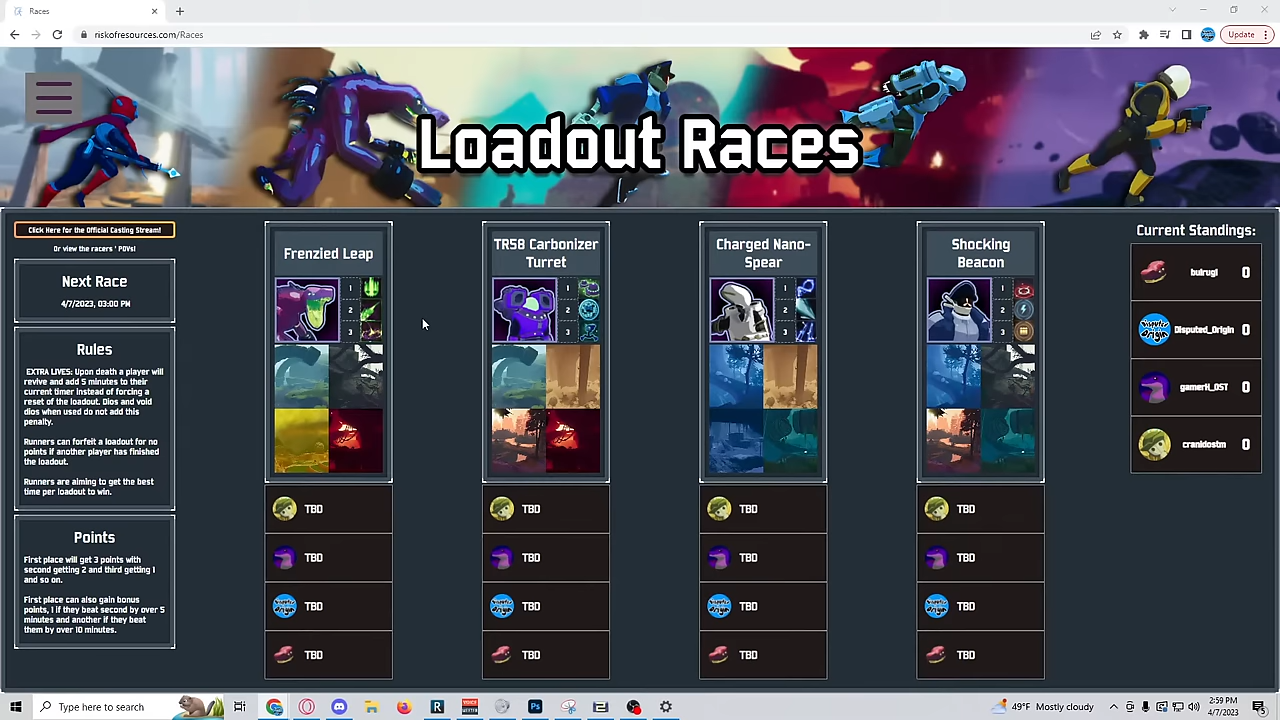 Races
riskofresources.com/Races
Update
Loadout Races
Click Here for the Official Casting Stream!
Or view the racers' POVs!
Next Race
4/7/2023, 03:00 PM
Rules
EXTRA LIVES: Upon death a player will
revive and add 5 minutes to their
current timer instead of forcing a
reset of the loadout. Dios and void
dios when used do not add this
penalty.
Runners can forfeit a loadout for no
points if another player has finished
the loadout.
Runners are aiming to get the best
time per loadout to win.
Points
First place will get 3 points with
second getting 2 and third getting 1
and so on.
First place can also gain bonus
points, 1 if they beat second by over 5
minutes and another if they beat
them by over 10 minutes.
Frenzied Leap
1
2
3
TBD
TBD
TBD
TBD
TR58 Carbonizer
Turret
1
2
3
TBD
TBD
TBD
TBD
Charged Nano-
Spear
1
2
3
TBD
TBD
TBD
TBD
Shocking
Beacon
1
2
3
TBD
TBD
TBD
TBD
Current Standings:
bulrugi 0
Disputed_Origin 0
gamerH_OST 0
cranidostm 0
Type here to search
49°F Mostly cloudy
2:59 PM
4/7/2023